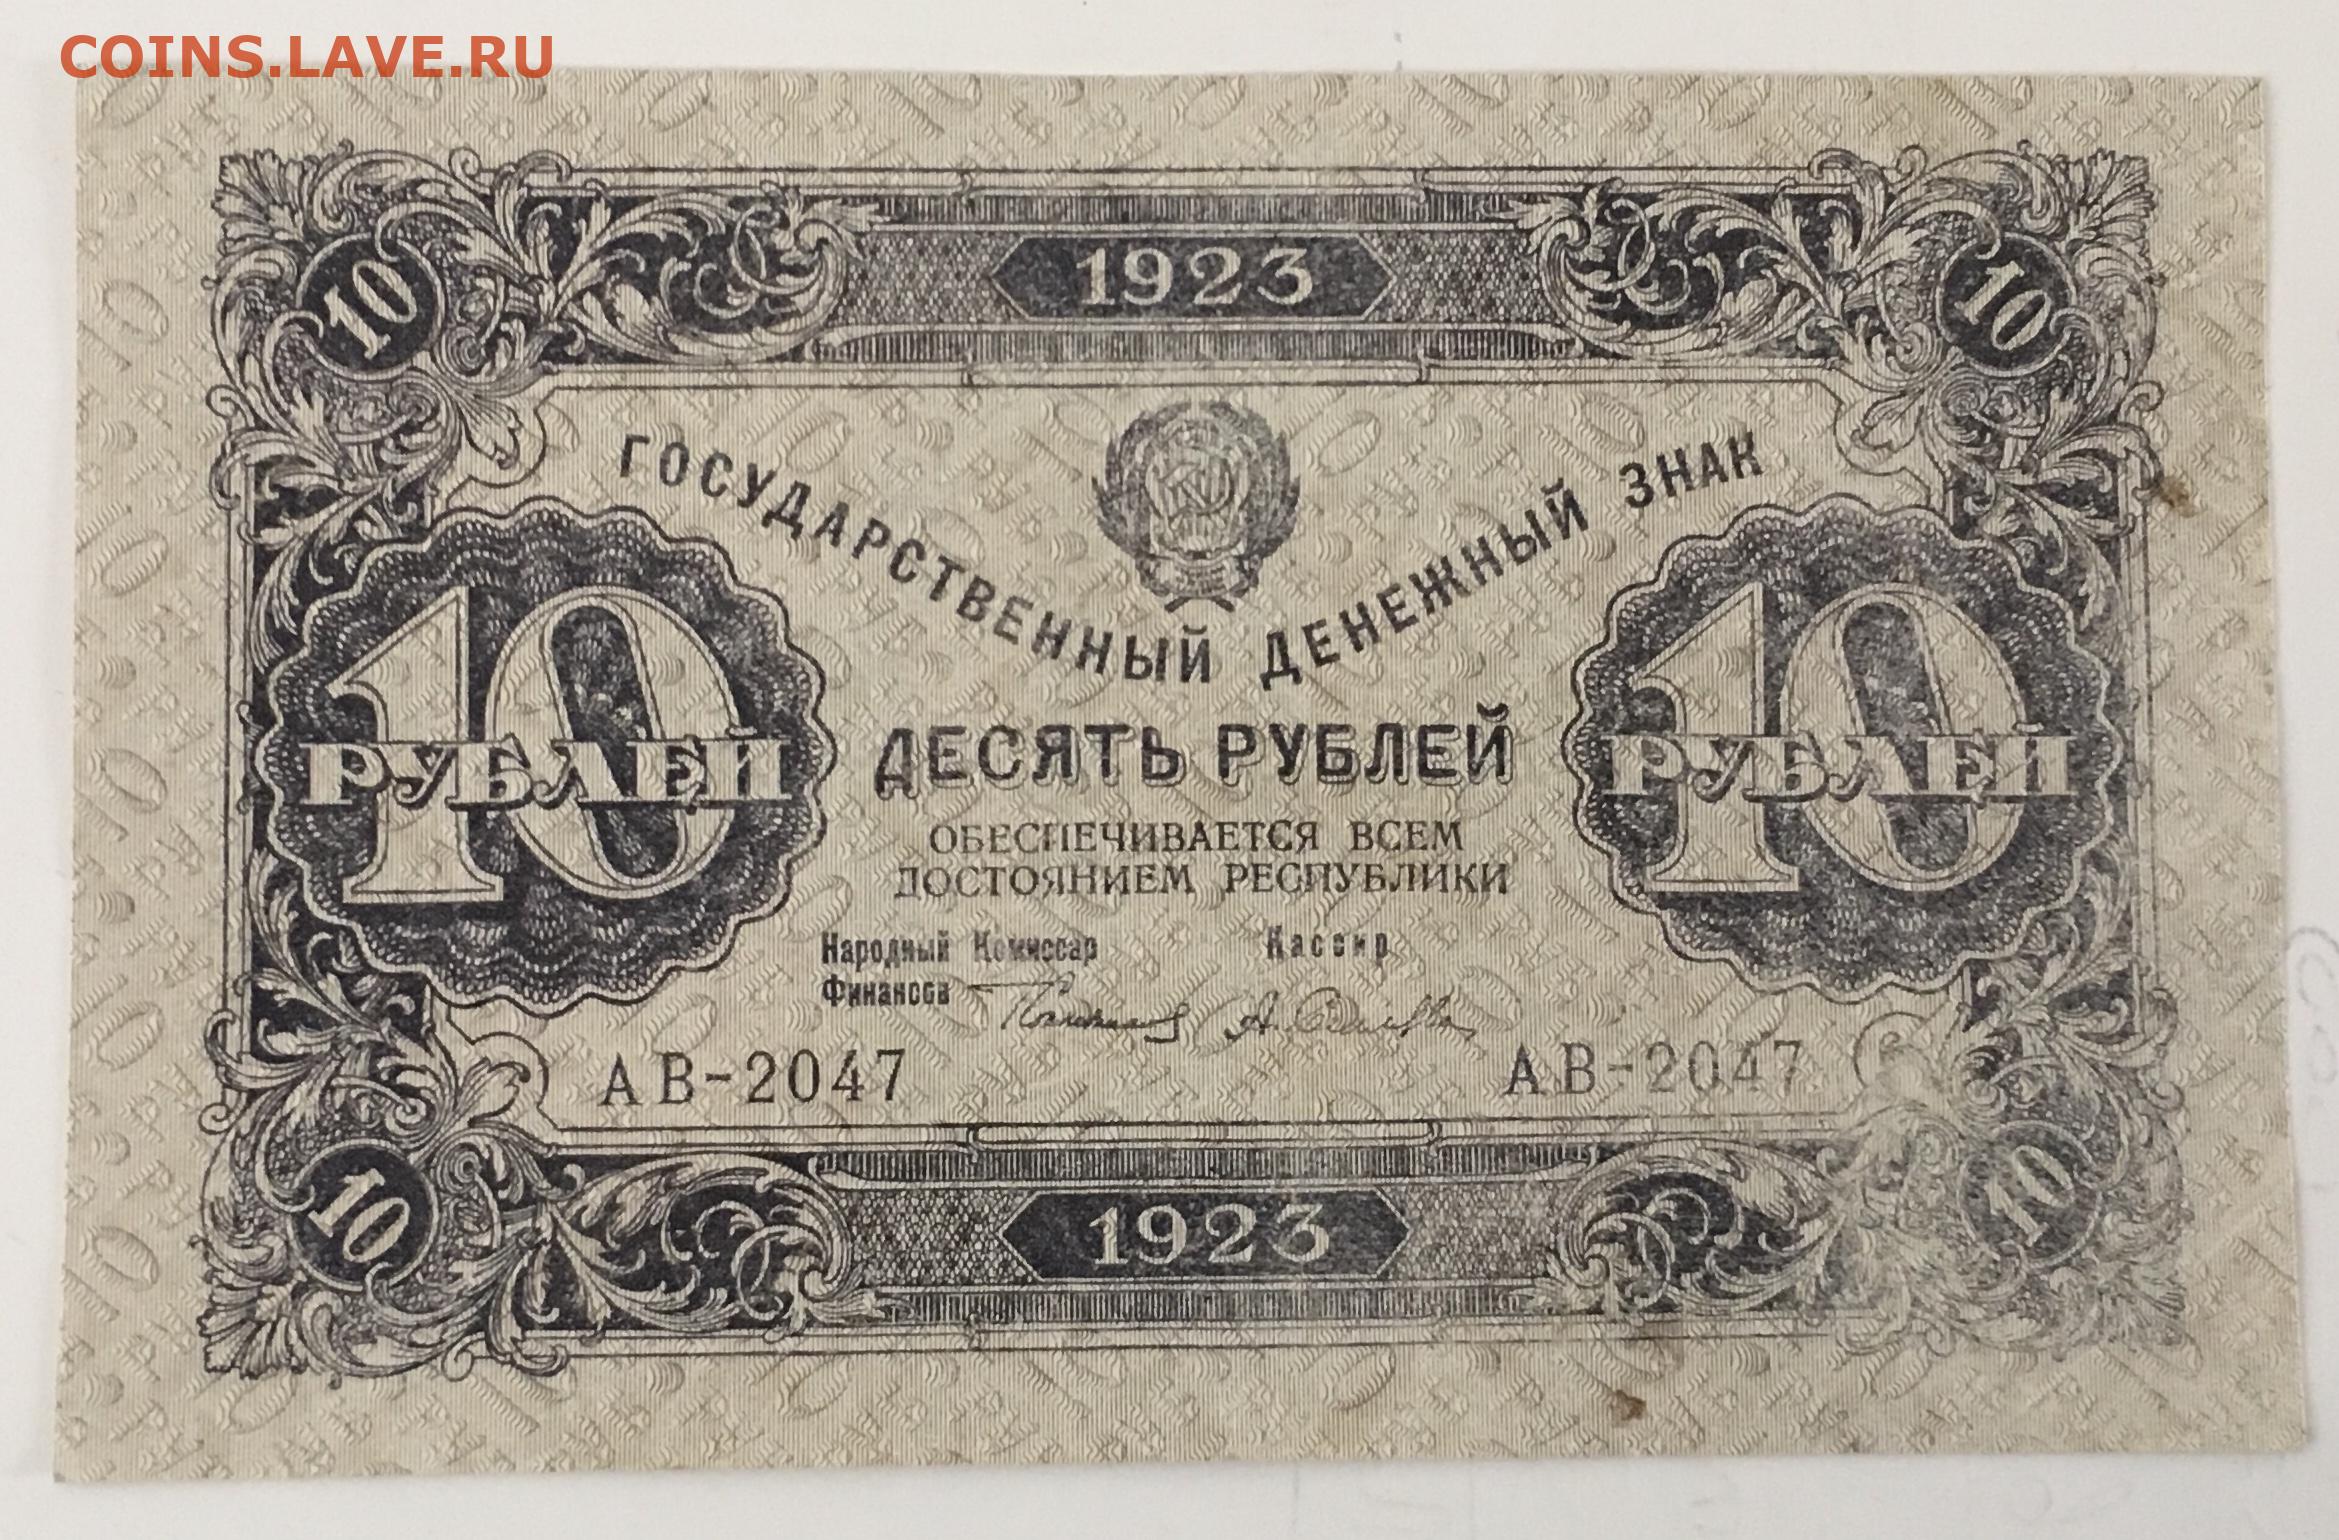 COINS.LAVE.RU
1923
10 10
ГОСУДАРСТВЕННЫЙ ДЕНЕЖНЫЙ ЗНАК
10 РУБЛЕЙ
ДЕСЯТЬ РУБЛЕЙ
10 РУБЛЕЙ
ОБЕСПЕЧИВАЕТСЯ ВСЕМ
ДОСТОЯНИЕМ РЕСПУБЛИКИ
Народный Комиссар Кассир
Финансов
АВ-2047 АВ-2047
10 10
1923